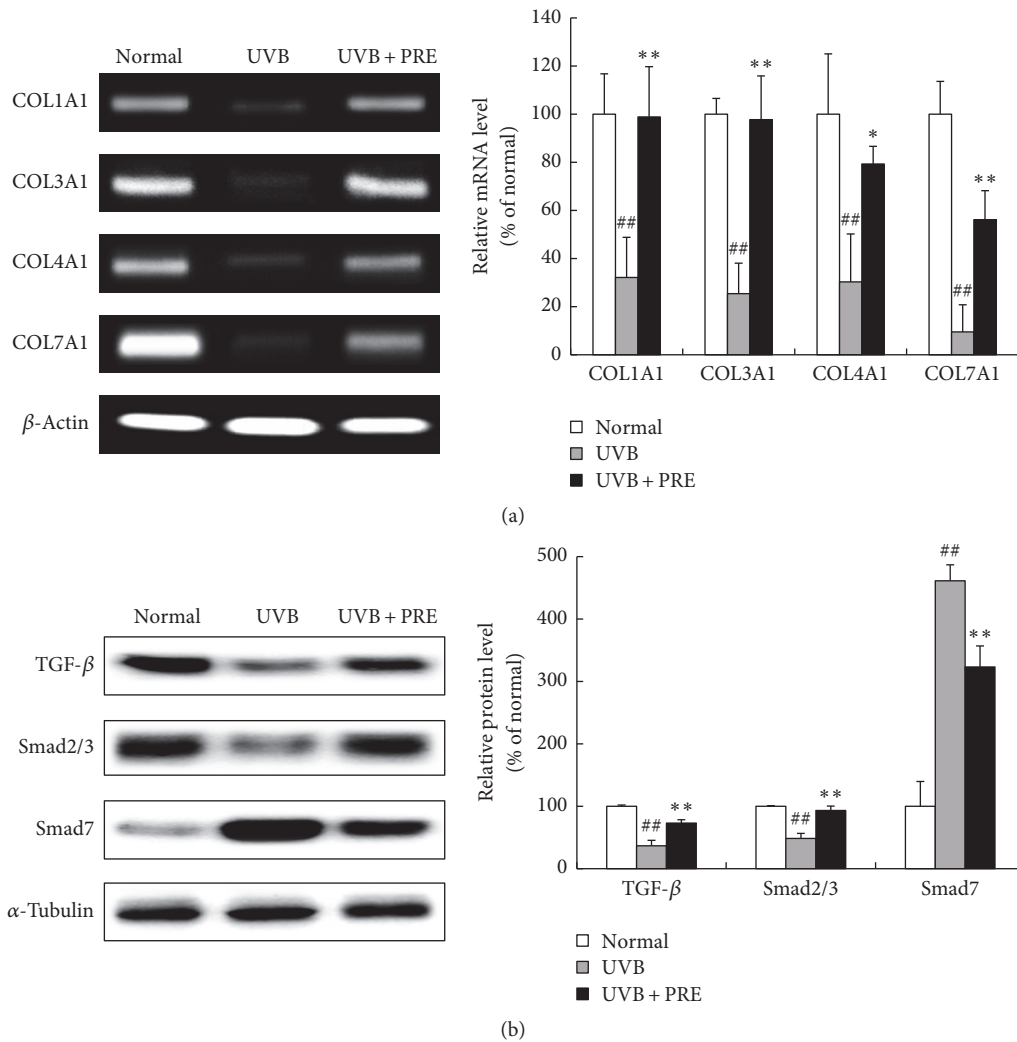 Normal UVB UVB + PRE
COL1A1
COL3A1
COL4A1
COL7A1
β-Actin
Relative mRNA level
(% of normal)
140
120
100
80
60
40
20
0
## ** ## ** ## * ## **
COL1A1 COL3A1 COL4A1 COL7A1
Normal
UVB
UVB + PRE
(a)
Normal UVB UVB + PRE
TGF-β
Smad2/3
Smad7
α-Tubulin
Relative protein level
(% of normal)
500
400
300
200
100
0
## ** ## ** ## **
TGF-β Smad2/3 Smad7
Normal
UVB
UVB + PRE
(b)